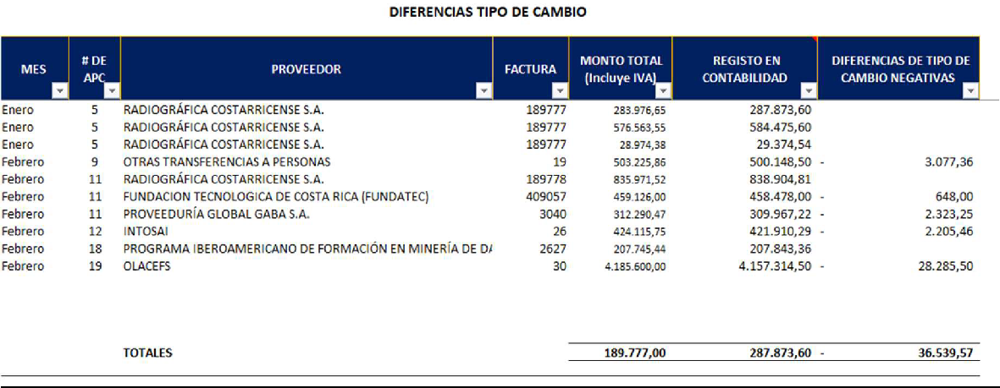 DIFERENCIAS TIPO DE CAMBIO
MES # DE APC PROVEEDOR FACTURA MONTO TOTAL (Incluye IVA) REGISTO EN CONTABILIDAD DIFERENCIAS DE TIPO DE CAMBIO NEGATIVAS
Enero 5 RADIOGRÁFICA COSTARRICENSE S.A. 189777 283.976,65 287.873,60
Enero 5 RADIOGRÁFICA COSTARRICENSE S.A. 189777 576.563,55 584.475,60
Enero 5 RADIOGRÁFICA COSTARRICENSE S.A. 189777 28.974,38 29.374,54
Febrero 9 OTRAS TRANSFERENCIAS A PERSONAS 19 503.225,86 500.148,50 - 3.077,36
Febrero 11 RADIOGRÁFICA COSTARRICENSE S.A. 189778 835.971,52 838.904,81
Febrero 11 FUNDACION TECNOLOGICA DE COSTA RICA (FUNDATEC) 409057 459.126,00 458.478,00 - 648,00
Febrero 11 PROVEEDURÍA GLOBAL GABA S.A. 3040 312.290,47 309.967,22 - 2.323,25
Febrero 12 INTOSAI 26 424.115,75 421.910,29 - 2.205,46
Febrero 18 PROGRAMA IBEROAMERICANO DE FORMACIÓN EN MINERÍA DE 2627 207.745,44 207.843,36
Febrero 19 OLACEFS 30 4.185.600,00 4.157.314,50 - 28.285,50
TOTALES 189.777,00 287.873,60 - 36.539,57